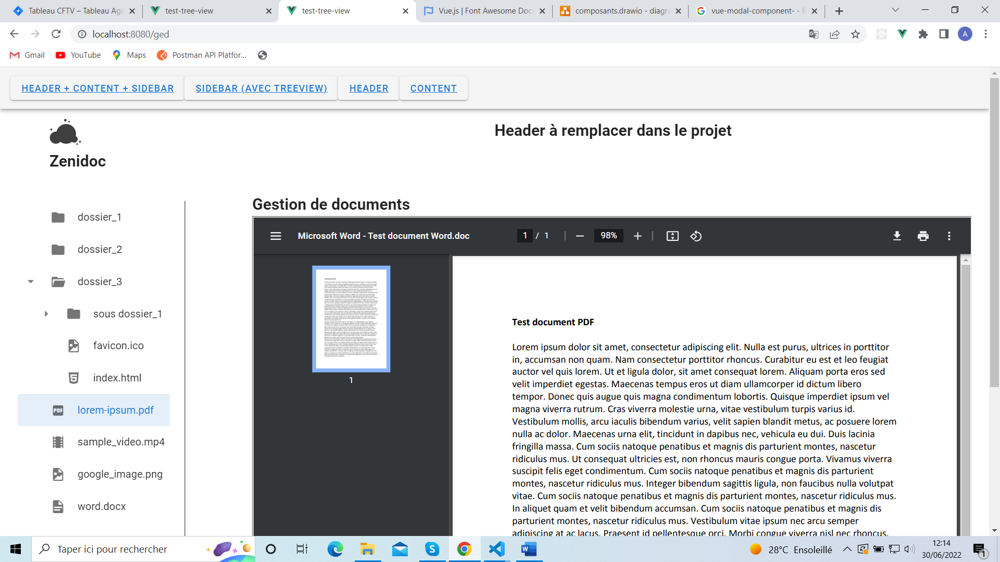 Tableau CFTV – Tableau Agil
test-tree-view
test-tree-view
Vue.js | Font Awesome Docs
composants.drawio - diagra
vue-modal-component- - R
localhost:8080/ged
A
Gmail
YouTube
Maps
Postman API Platfor...
HEADER + CONTENT + SIDEBAR
SIDEBAR (AVEC TREEVIEW)
HEADER
CONTENT
Zenidoc
Header à remplacer dans le projet
dossier_1
dossier_2
dossier_3
sous dossier_1
favicon.ico
index.html
PDF lorem-ipsum.pdf
sample_video.mp4
google_image.png
word.docx
Gestion de documents
Microsoft Word - Test document Word.doc
1 / 1
98%
1
Test document PDF
Lorem ipsum dolor sit amet, consectetur adipiscing elit. Nulla est purus, ultrices in porttitor
in, accumsan non quam. Nam consectetur porttitor rhoncus. Curabitur eu est et leo feugiat
auctor vel quis lorem. Ut et ligula dolor, sit amet consequat lorem. Aliquam porta eros sed
velit imperdiet egestas. Maecenas tempus eros ut diam ullamcorper id dictum libero
tempor. Donec quis augue quis magna condimentum lobortis. Quisque imperdiet ipsum vel
magna viverra rutrum. Cras viverra molestie urna, vitae vestibulum turpis varius id.
Vestibulum mollis, arcu iaculis bibendum varius, velit sapien blandit metus, ac posuere lorem
nulla ac dolor. Maecenas urna elit, tincidunt in dapibus nec, vehicula eu dui. Duis lacinia
fringilla massa. Cum sociis natoque penatibus et magnis dis parturient montes, nascetur
ridiculus mus. Ut consequat ultricies est, non rhoncus mauris congue porta. Vivamus viverra
suscipit felis eget condimentum. Cum sociis natoque penatibus et magnis dis parturient
montes, nascetur ridiculus mus. Integer bibendum sagittis ligula, non faucibus nulla volutpat
vitae. Cum sociis natoque penatibus et magnis dis parturient montes, nascetur ridiculus mus.
In aliquet quam et velit bibendum accumsan. Cum sociis natoque penatibus et magnis dis
parturient montes, nascetur ridiculus mus. Vestibulum vitae ipsum nec arcu semper
adipiscing at ac lacus. Praesent id pellentesque orci. Morbi congue viverra nisl nec rhoncus.
Taper ici pour rechercher
28°C Ensoleillé
12:14
30/06/2022
1